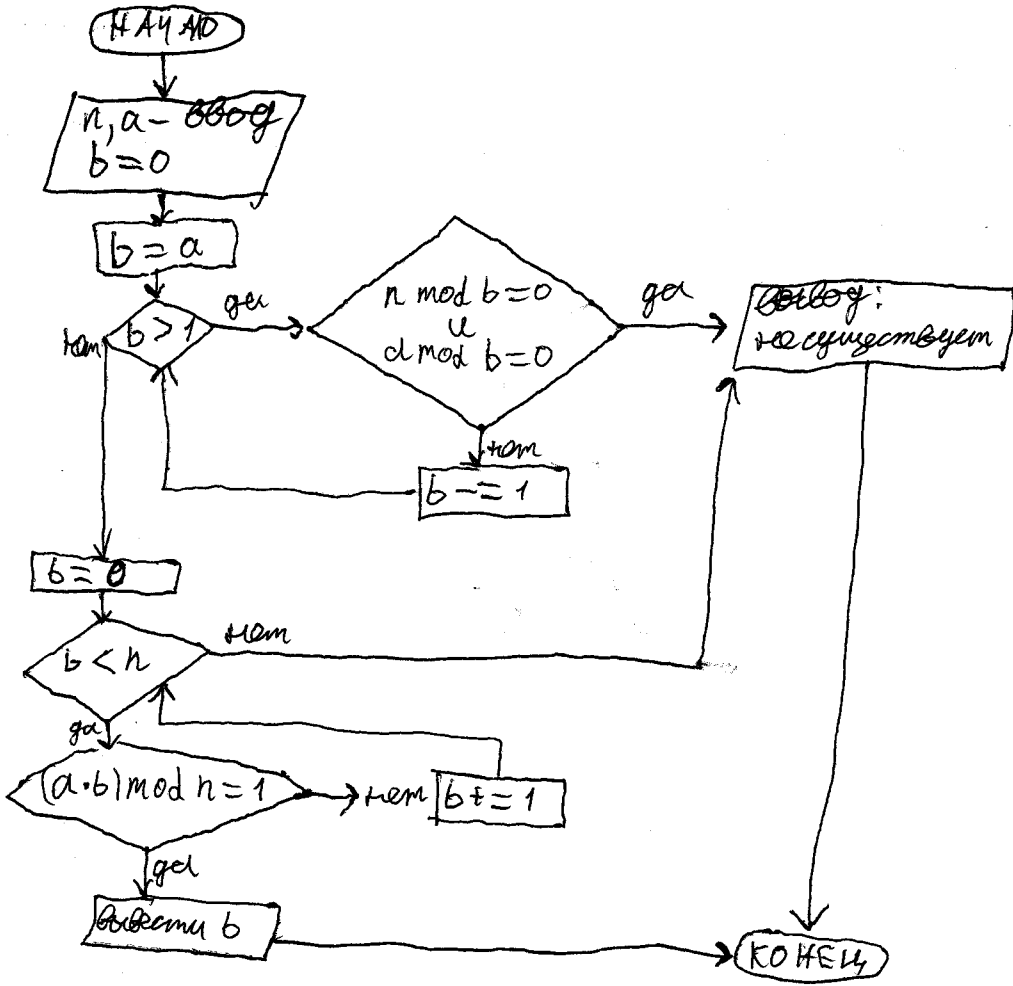 НАЧАЛО
n, a - ввод
b = 0
b = a
b > 1
да
нет
n mod b = 0
и
a mod b = 0
да
вывод:
не существует
нет
b -= 1
b = 0
b < n
нет
да
(a·b) mod n = 1
нет
b += 1
да
вывести b
КОНЕЦ